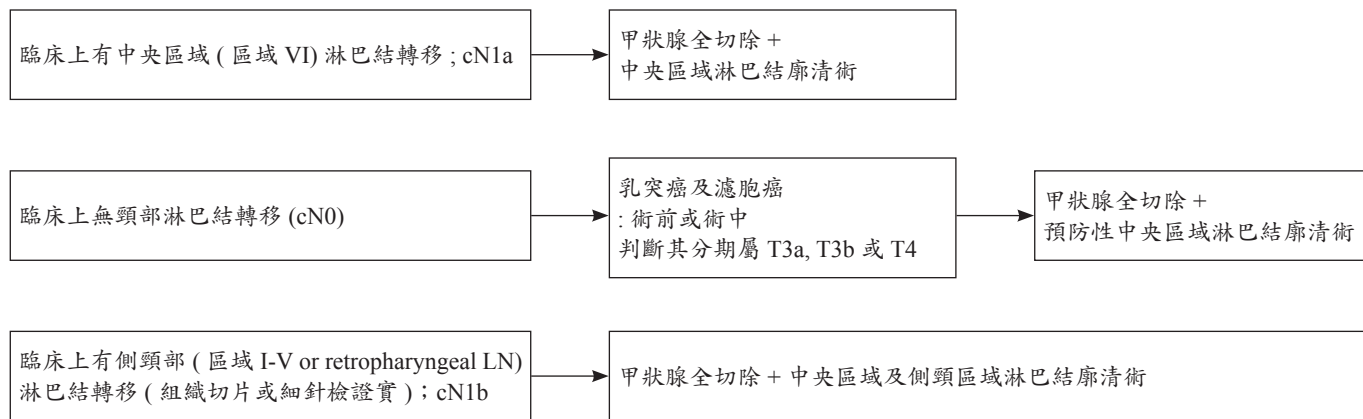 臨床上有中央區域 ( 區域 VI) 淋巴結轉移 ; cN1a
甲狀腺全切除 +
中央區域淋巴結廓清術
臨床上無頸部淋巴結轉移 (cN0)
乳突癌及濾胞癌
: 術前或術中
判斷其分期屬 T3a, T3b 或 T4
甲狀腺全切除 +
預防性中央區域淋巴結廓清術
臨床上有側頸部 ( 區域 I-V or retropharyngeal LN)
淋巴結轉移 ( 組織切片或細針檢證實 )；cN1b
甲狀腺全切除 + 中央區域及側頸區域淋巴結廓清術